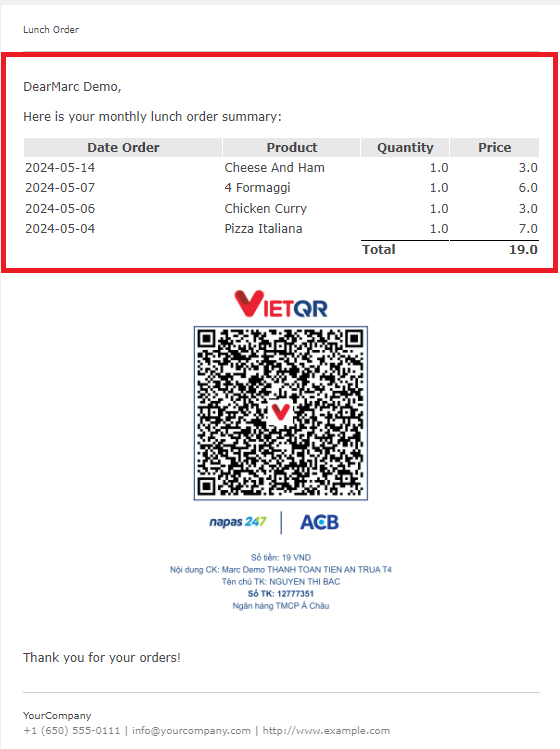 Lunch Order
DearMarc Demo,
Here is your monthly lunch order summary:
Date Order Product Quantity Price
2024-05-14 Cheese And Ham 1.0 3.0
2024-05-07 4 Formaggi 1.0 6.0
2024-05-06 Chicken Curry 1.0 3.0
2024-05-04 Pizza Italiana 1.0 7.0
Total 19.0
VIETQR
napas 247 ACB
Số tiền: 19 VND
Nội dung CK: Marc Demo THANH TOAN TIEN AN TRUA T4
Tên chủ TK: NGUYEN THI BAC
Số TK: 12777351
Ngân hàng TMCP Á Châu
Thank you for your orders!
YourCompany
+1 (650) 555-0111 | info@yourcompany.com | http://www.example.com